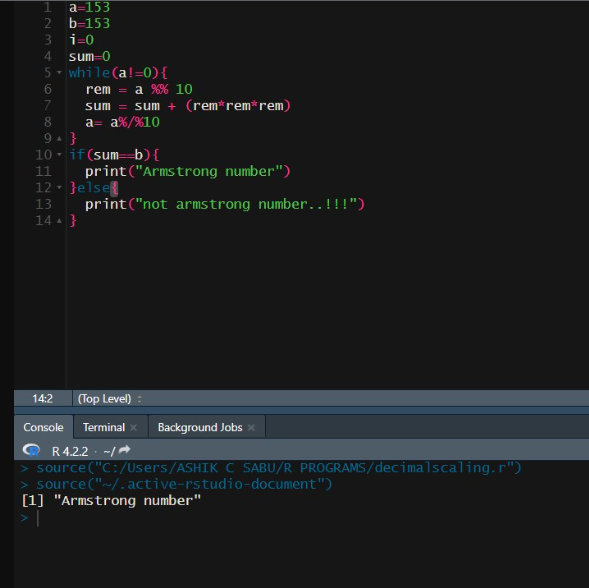 1 a=153
2 b=153
3 i=0
4 sum=0
5 while(a!=0){
6 rem = a %% 10
7 sum = sum + (rem*rem*rem)
8 a= a%/%10
9 }
10 if(sum==b){
11 print("Armstrong number")
12 }else{
13 print("not armstrong number..!!!")
14 }
14:2 (Top Level)
Console Terminal Background Jobs
R 4.2.2 · ~/
> source("C:/Users/ASHIK C SABU/R PROGRAMS/decimalscaling.r")
> source("~/.active-rstudio-document")
[1] "Armstrong number"
>